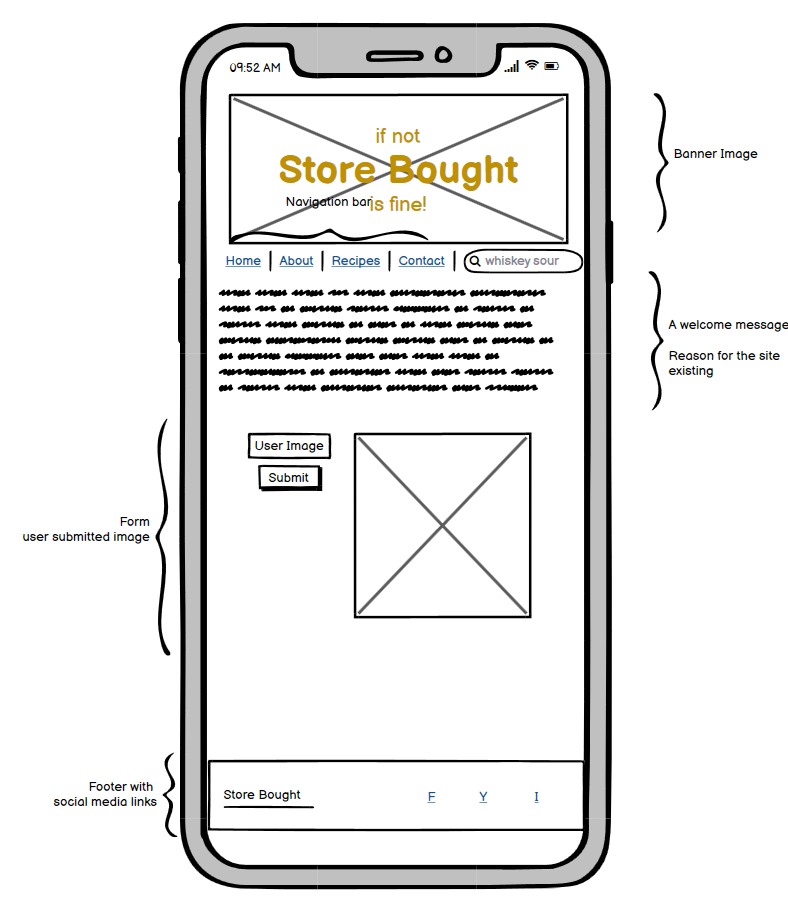 09:52 AM
if not
Store Bought
is fine!
Navigation bar
Banner Image
Home
About
Recipes
Contact
whiskey sour
A welcome message
Reason for the site
existing
User Image
Submit
Form
user submitted image
Footer with
social media links
Store Bought
F
Y
I